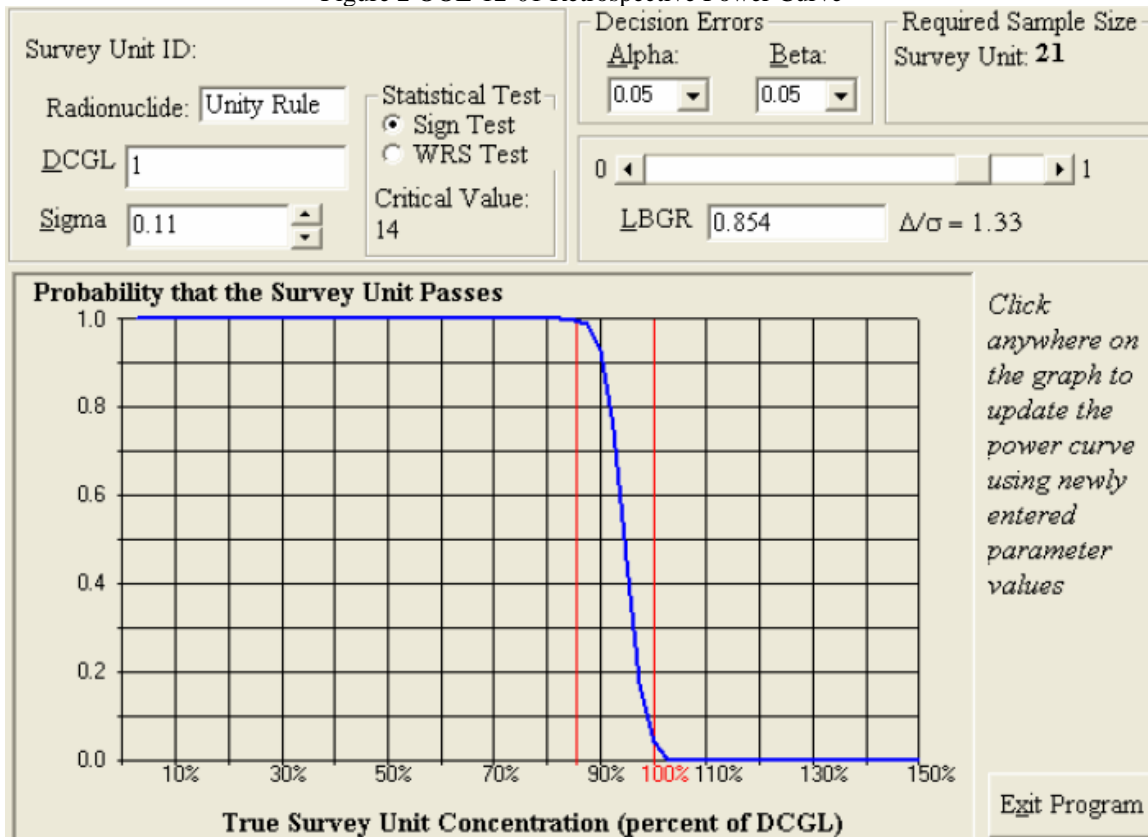 Survey Unit ID:
Radionuclide: Unity Rule
DCGL 1
Sigma 0.11
Statistical Test
Sign Test
WRS Test
Critical Value:
14
Decision Errors
Alpha: Beta:
0.05 0.05
Required Sample Size
Survey Unit: 21
0 1
LBGR 0.854 Δ/σ = 1.33
Probability that the Survey Unit Passes
1.0
0.8
0.6
0.4
0.2
0.0
10% 30% 50% 70% 90% 100% 110% 130% 150%
True Survey Unit Concentration (percent of DCGL)
Click
anywhere on
the graph to
update the
power curve
using newly
entered
parameter
values
Exit Program